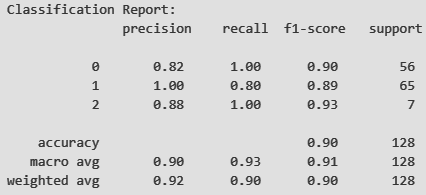 Classification Report:
precision recall f1-score support
0 0.82 1.00 0.90 56
1 1.00 0.80 0.89 65
2 0.88 1.00 0.93 7
accuracy 0.90 128
macro avg 0.90 0.93 0.91 128
weighted avg 0.92 0.90 0.90 128